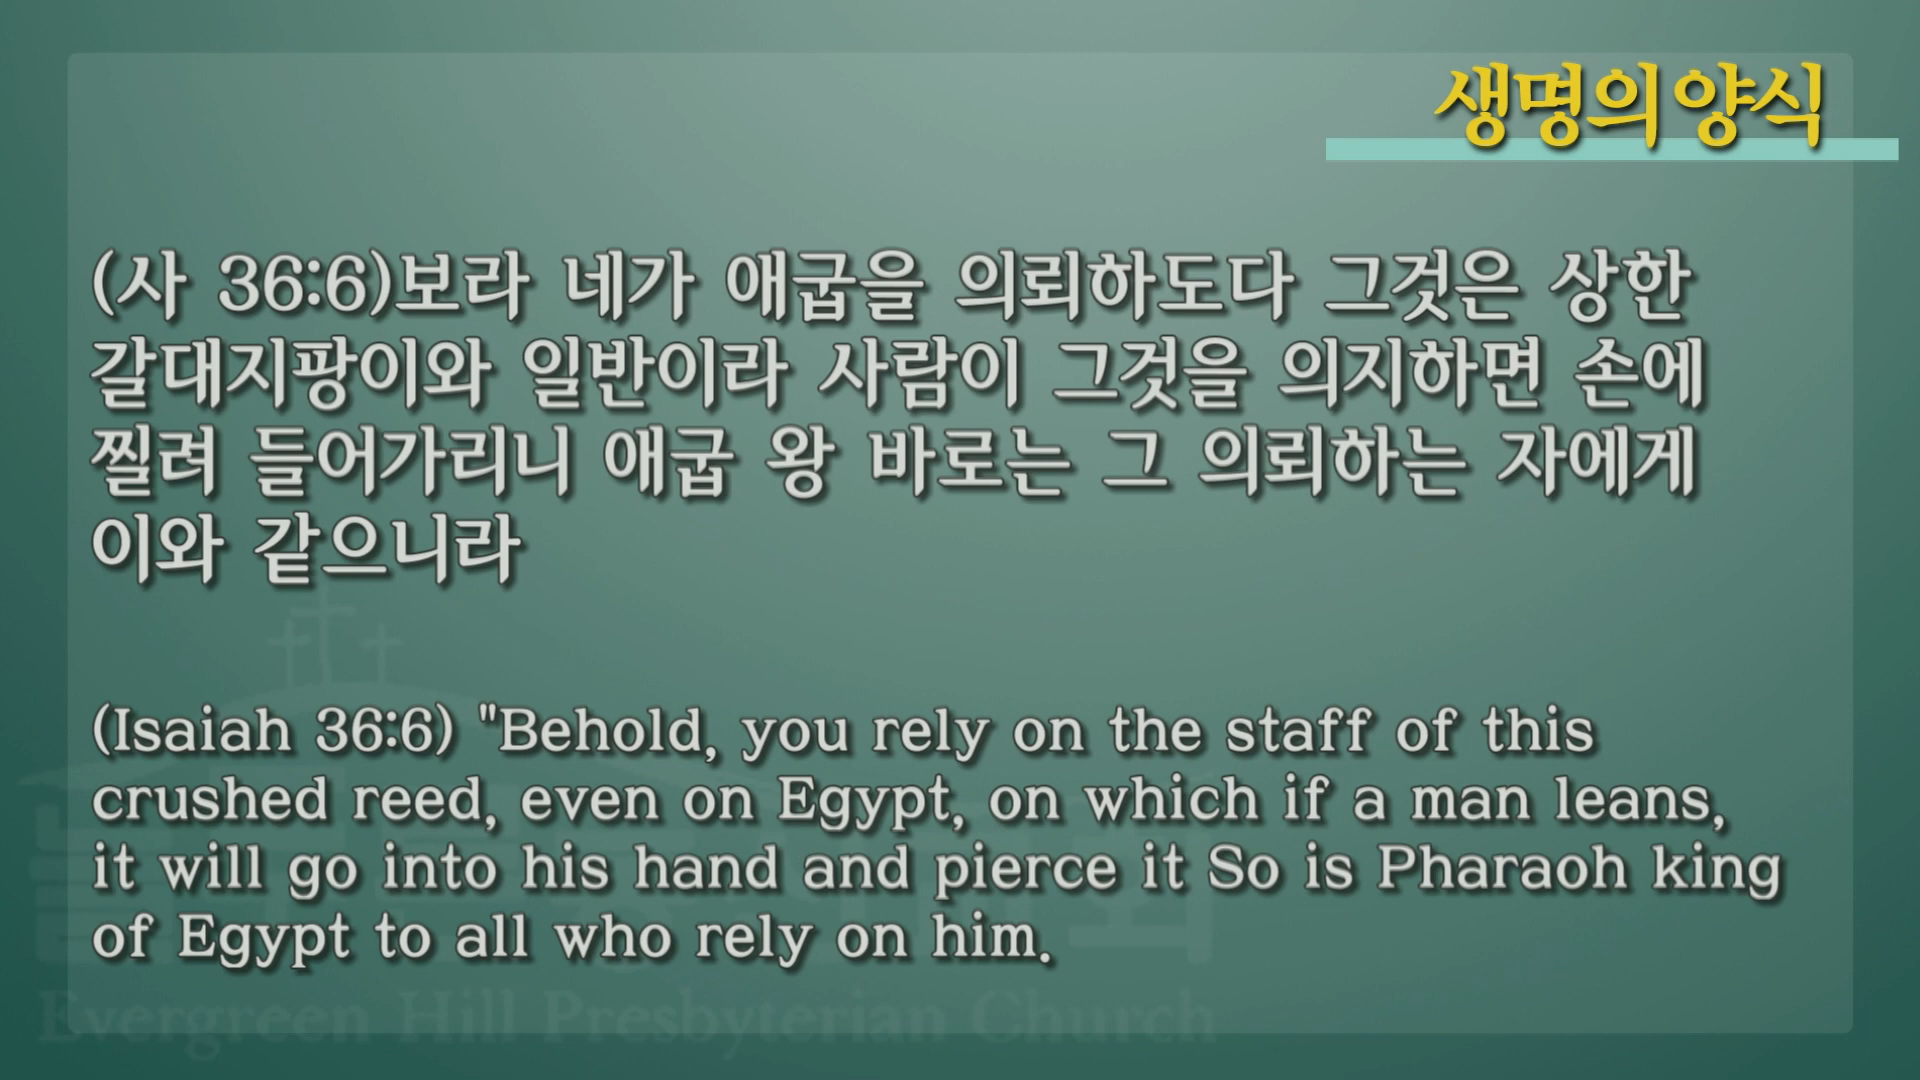 생명의 양식
(사 36:6)보라 네가 애굽을 의뢰하도다 그것은 상한
갈대지팡이와 일반이라 사람이 그것을 의지하면 손에
찔려 들어가리니 애굽 왕 바로는 그 의뢰하는 자에게
이와 같으니라
(Isaiah 36:6) "Behold, you rely on the staff of this
crushed reed, even on Egypt, on which if a man leans,
it will go into his hand and pierce it So is Pharaoh king
of Egypt to all who rely on him.
Evergreen Hill Presbyterian Church